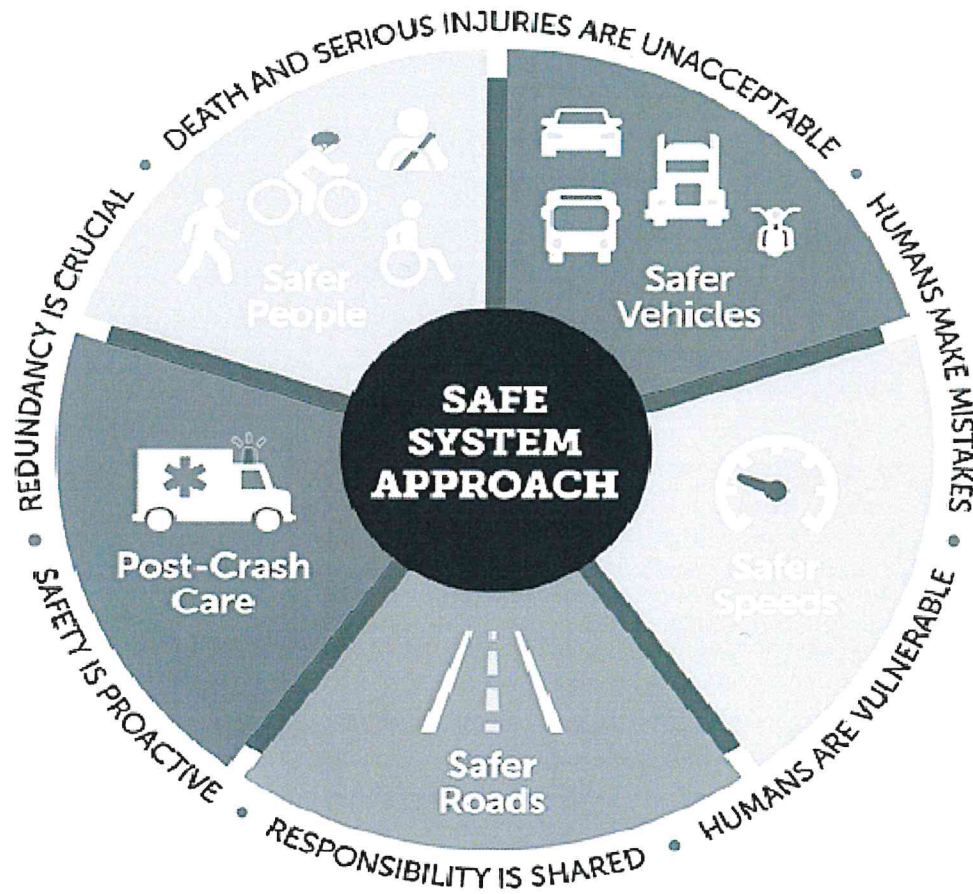 DEATH AND SERIOUS INJURIES ARE UNACCEPTABLE
HUMANS MAKE MISTAKES
HUMANS ARE VULNERABLE
RESPONSIBILITY IS SHARED
SAFETY IS PROACTIVE
REDUNDANCY IS CRUCIAL
SAFE
SYSTEM
APPROACH
Safer
People
Safer
Vehicles
Safer
Speeds
Safer
Roads
Post-Crash
Care